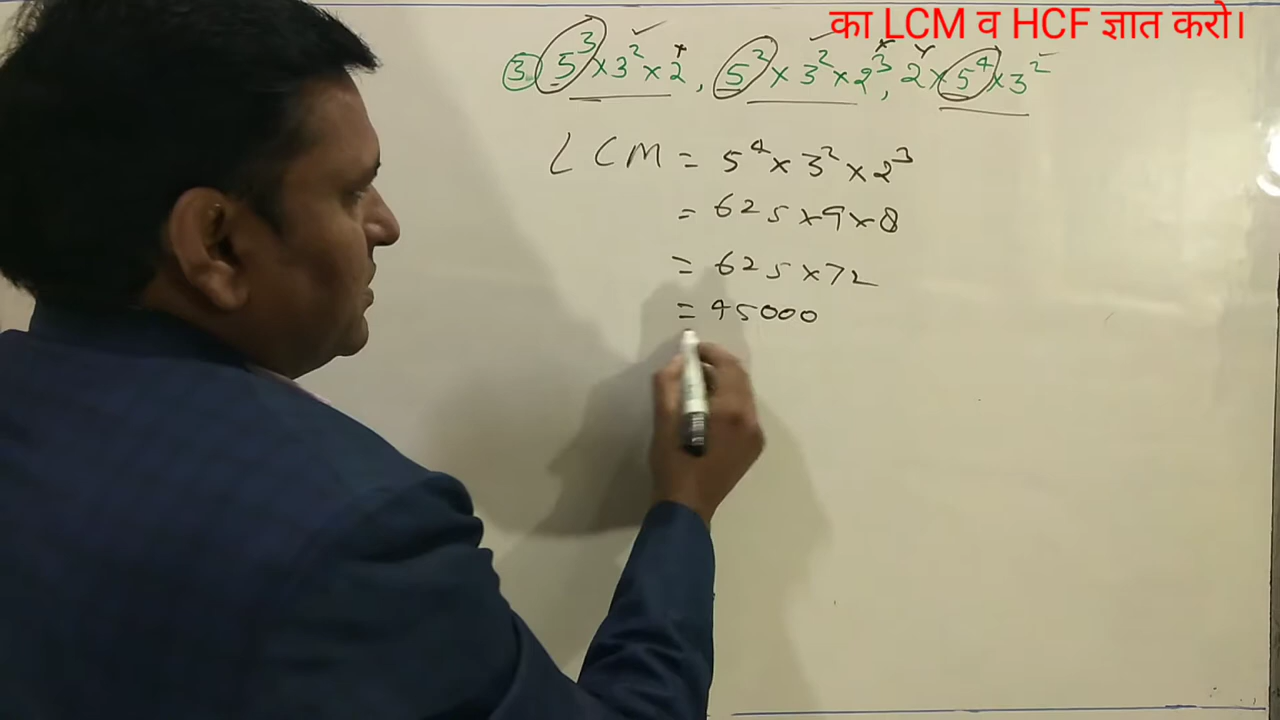 का LCM व HCF ज्ञात करो।
③ 5³ × 3² × 2, 5² × 3² × 2³, 2 × 5⁴ × 3²
LCM = 5⁴ × 3² × 2³
= 625 × 9 × 8
= 625 × 72
= 45000